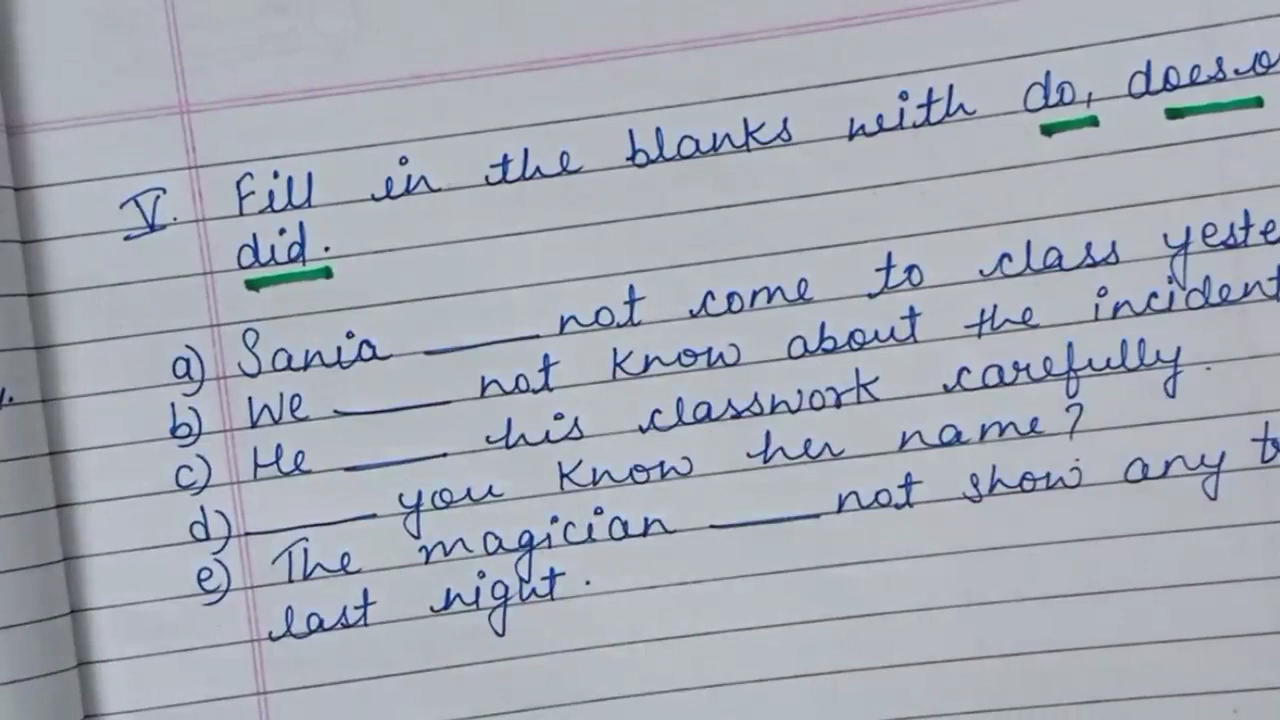 V. Fill in the blanks with do, does o
did.
a) Sania ____ not come to class yeste
b) We ____ not know about the incident
c) He ____ his classwork carefully.
d) ____ you know her name?
e) The magician ____ not show any t
last night.